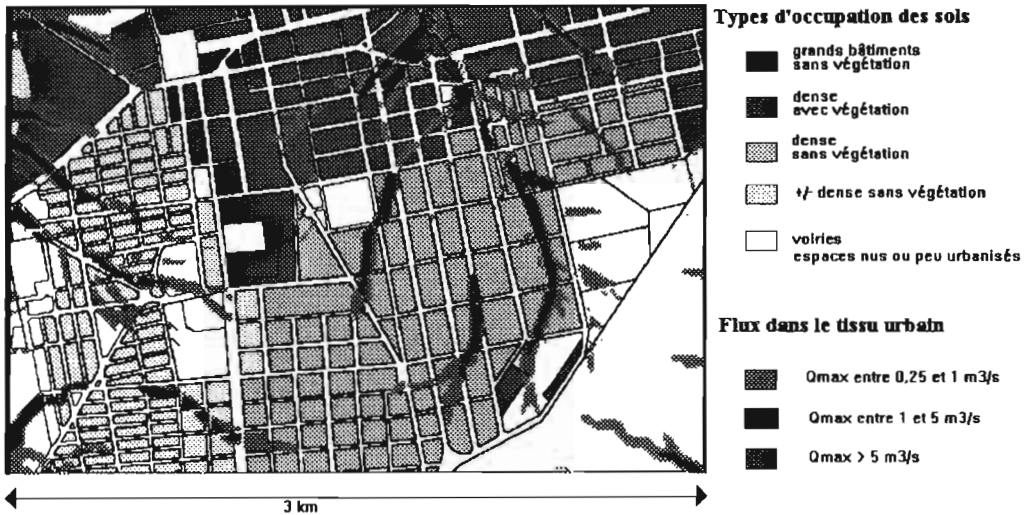 Types d'occupation des sols
grands bâtiments
sans végétation
dense
avec végétation
dense
sans végétation
+/- dense sans végétation
voiries
espaces nus ou peu urbanisés
Flux dans le tissu urbain
Qmax entre 0,25 et 1 m3/s
Qmax entre 1 et 5 m3/s
Qmax > 5 m3/s
3 km